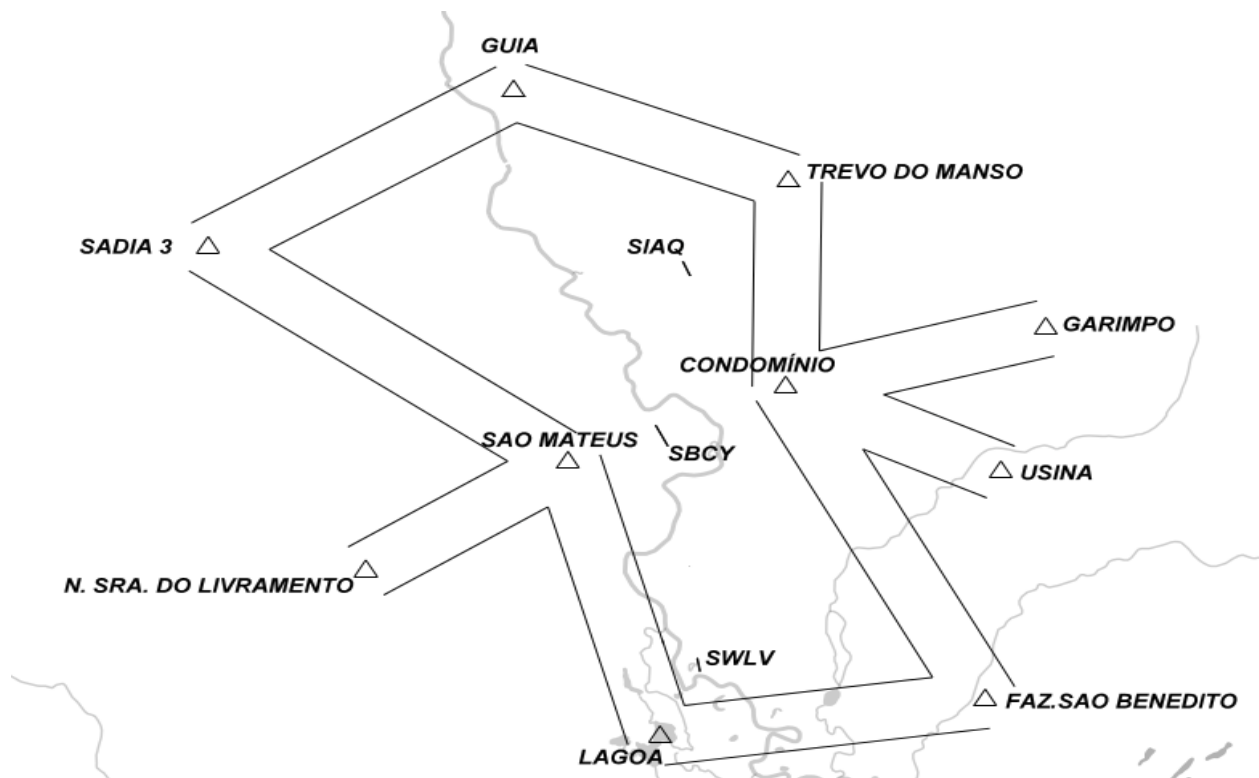 GUIA
TREVO DO MANSO
SADIA 3
SIAQ
GARIMPO
CONDOMÍNIO
SAO MATEUS
SBCY
USINA
N. SRA. DO LIVRAMENTO
SWLV
FAZ.SAO BENEDITO
LAGOA